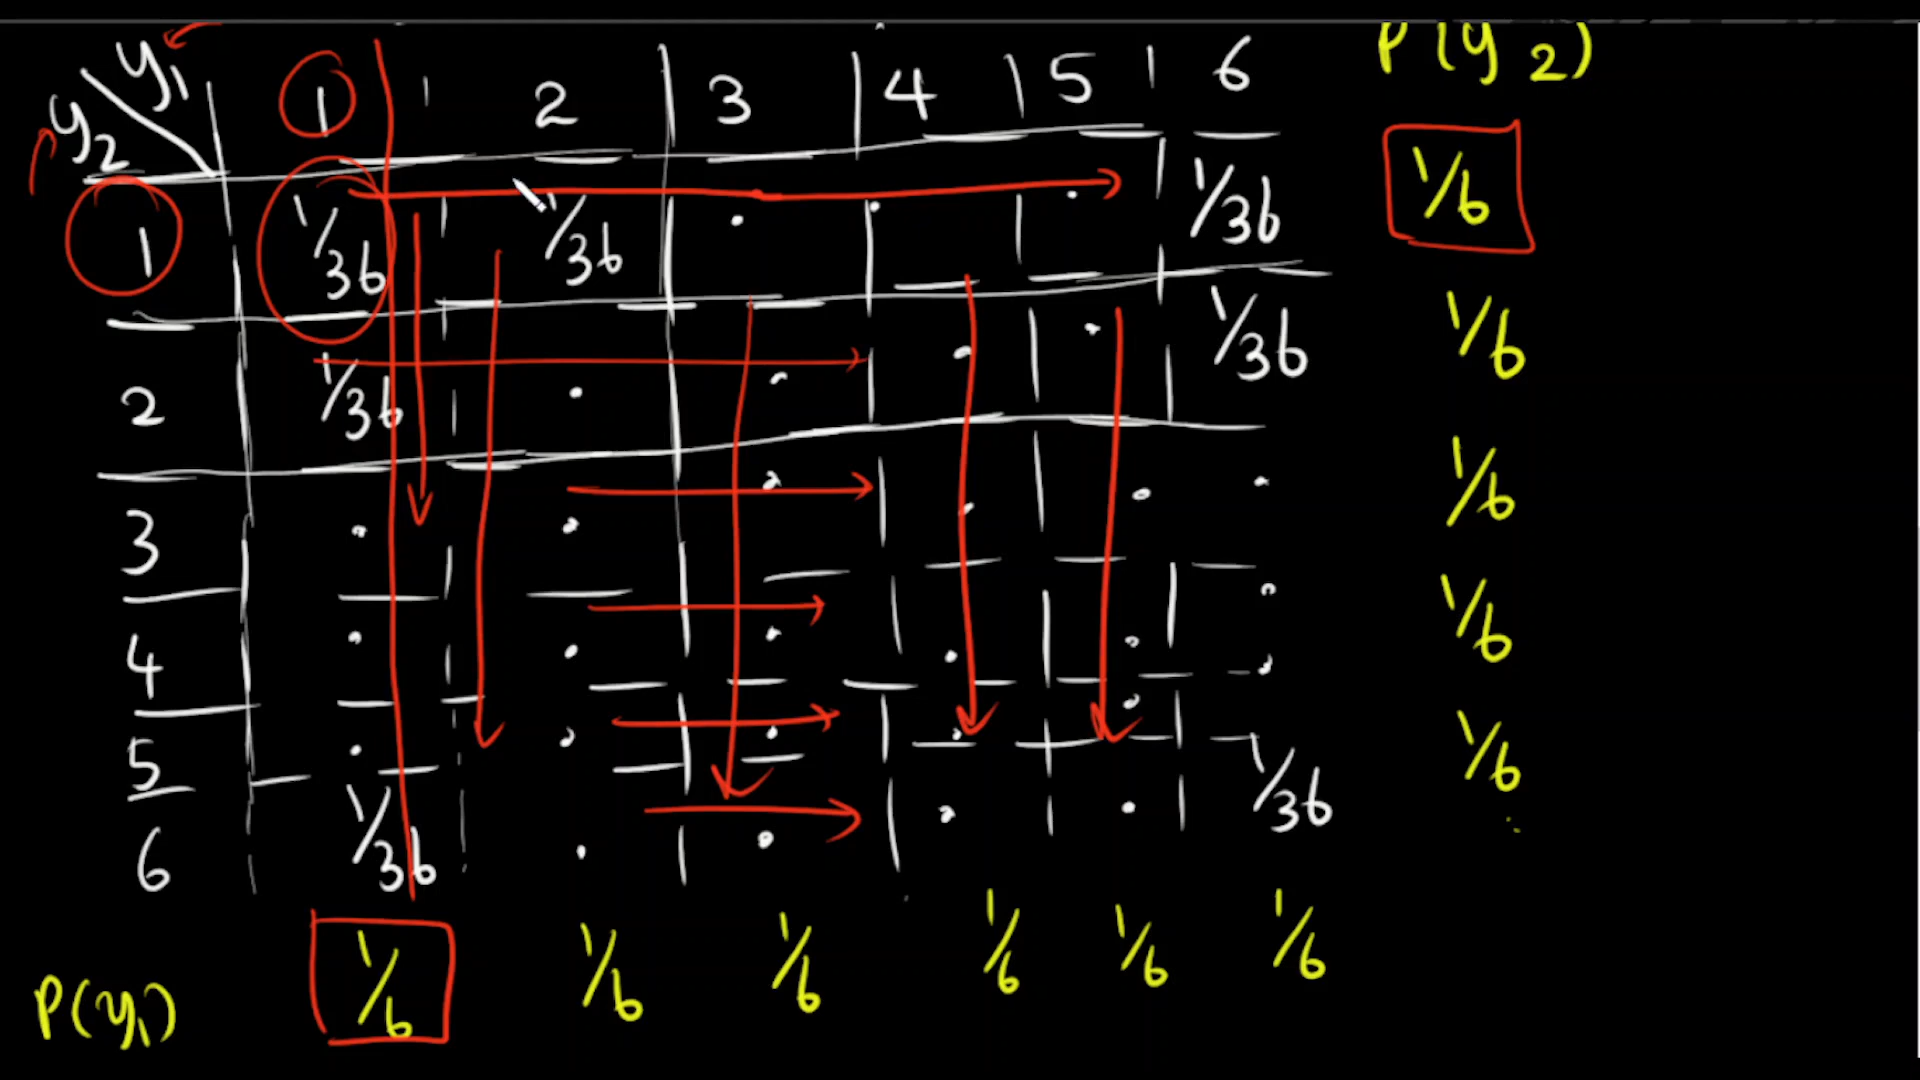 y₁ 1 2 3 4 5 6 P(y₂)
y₂
1 1/36 1/36 . . . 1/36 1/6
2 1/36 . . . . 1/36 1/6
3 . . . . . . 1/6
4 . . . . . . 1/6
5 . . . . . . 1/6
6 1/36 . . . . 1/36
P(y₁) 1/6 1/6 1/6 1/6 1/6 1/6